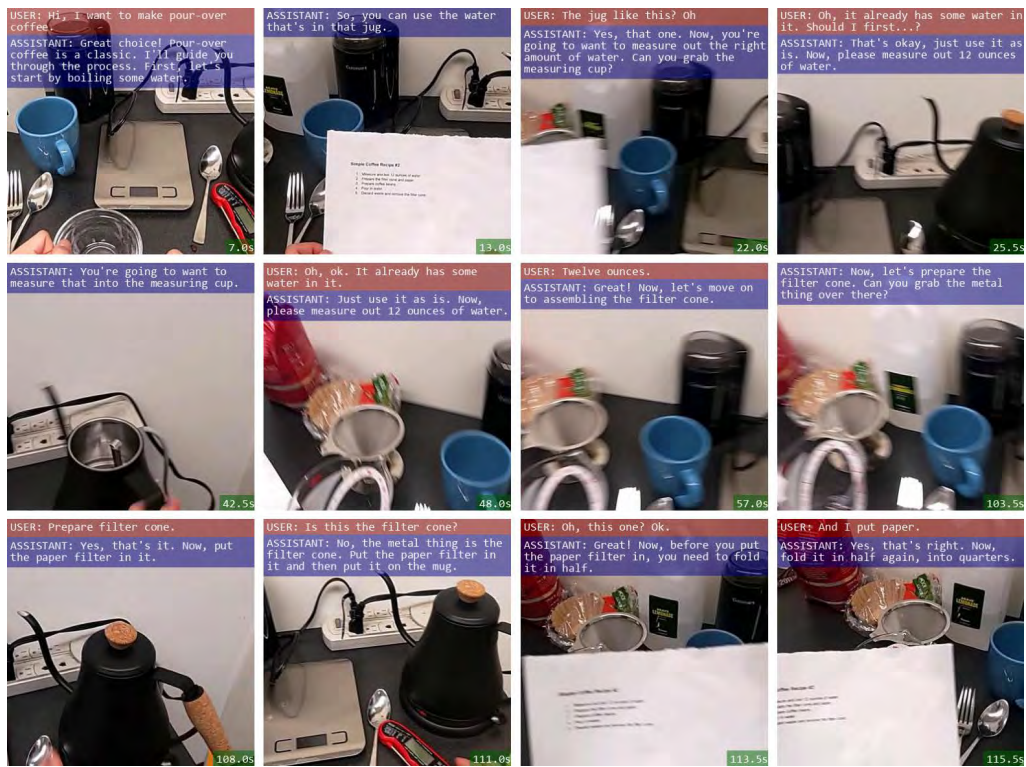 USER: Hi, I want to make pour-over
coffee.
ASSISTANT: Great choice! Pour-over
coffee is a classic. I'll guide you
through the process. First, let's
start by boiling some water.
7.0s
ASSISTANT: So, you can use the water
that's in that jug.
Simple Coffee Recipe #2
13.0s
USER: The jug like this? Oh
ASSISTANT: Yes, that one. Now, you're
going to want to measure out the right
amount of water. Can you grab the
measuring cup?
22.0s
USER: Oh, it already has some water in
it. Should I first...?
ASSISTANT: That's okay, just use it as
is. Now, please measure out 12 ounces
of water.
25.5s
ASSISTANT: You're going to want to
measure that into the measuring cup.
42.5s
USER: Oh, ok. It already has some
water in it.
ASSISTANT: Just use it as is. Now,
please measure out 12 ounces of water.
48.0s
USER: Twelve ounces.
ASSISTANT: Great! Now, let's move on
to assembling the filter cone.
57.0s
ASSISTANT: Now, let's prepare the
filter cone. Can you grab the metal
thing over there?
103.5s
USER: Prepare filter cone.
ASSISTANT: Yes, that's it. Now, put
the paper filter in it.
108.0s
USER: Is this the filter cone?
ASSISTANT: No, the metal thing is the
filter cone. Put the paper filter in
it and then put it on the mug.
111.0s
USER: Oh, this one? Ok.
ASSISTANT: Great! Now, before you put
the paper filter in, you need to fold
it in half.
113.5s
USER: And I put paper.
ASSISTANT: Yes, that's right. Now,
fold it in half again, into quarters.
115.5s